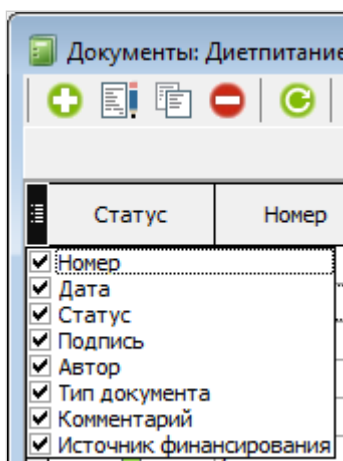 Документы: Диетпитание
Статус
Номер
Номер
Дата
Статус
Подпись
Автор
Тип документа
Комментарий
Источник финансирования